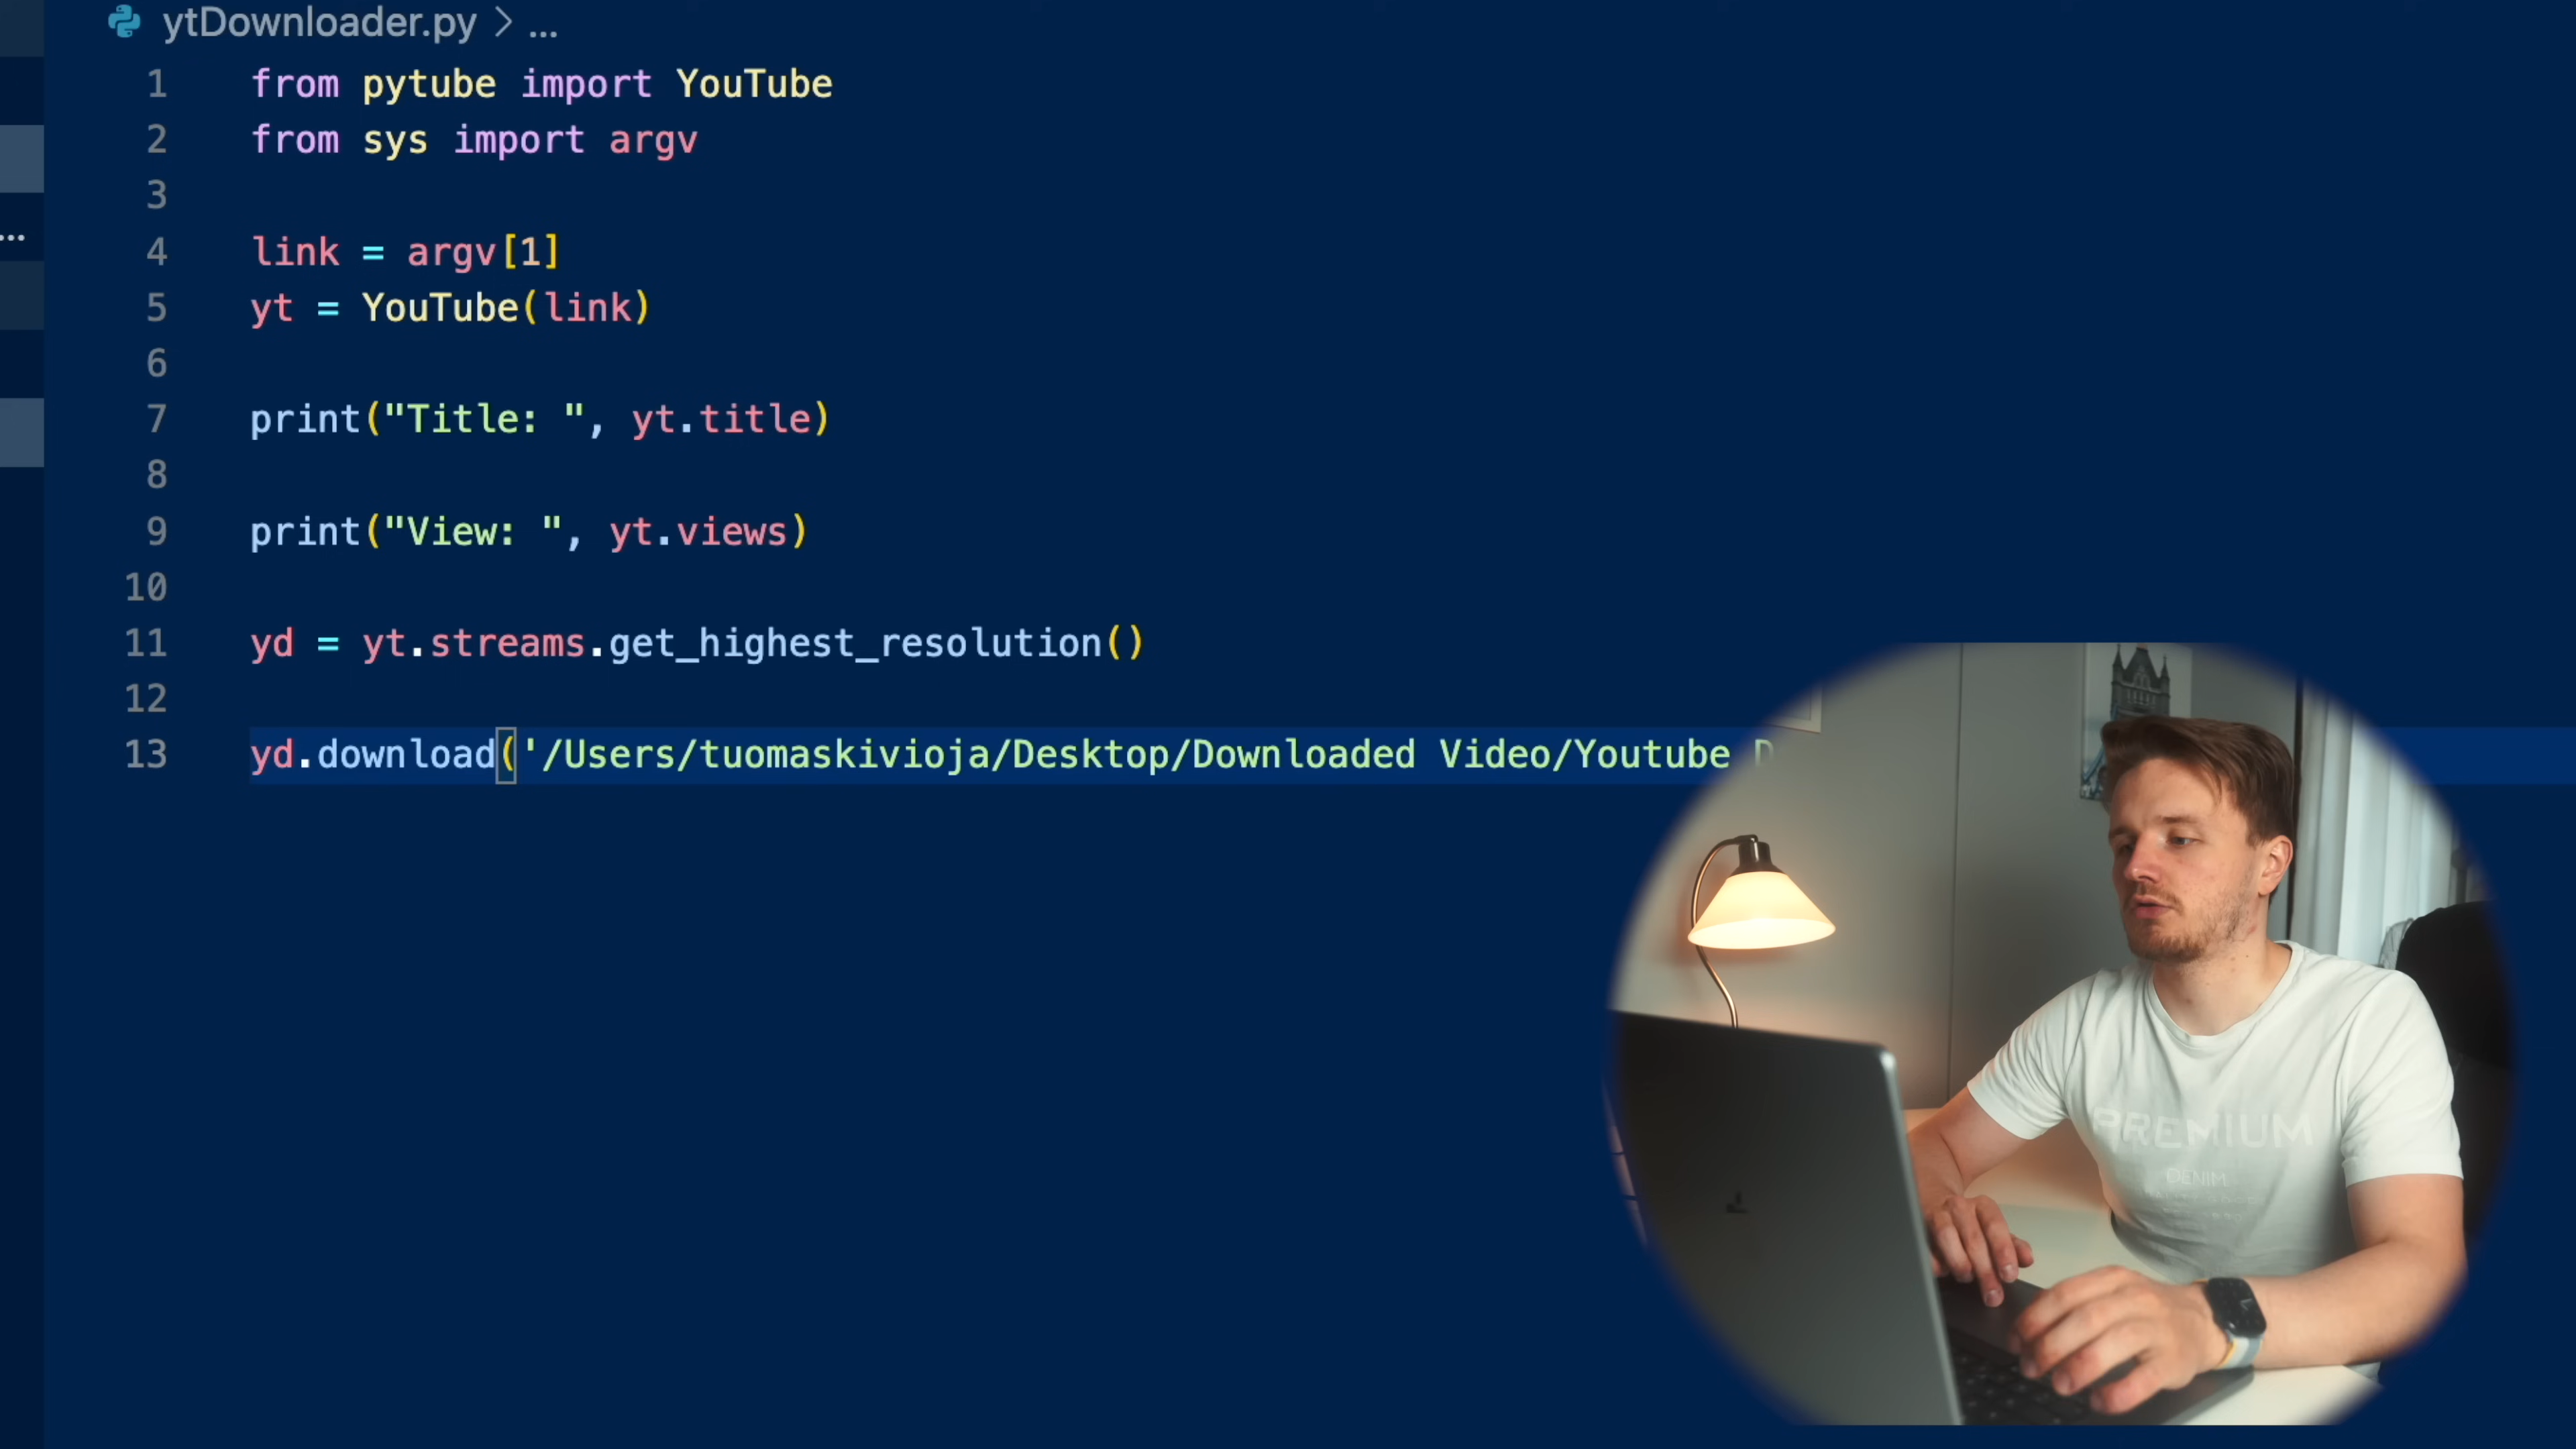 ytDownloader.py > ...
1 from pytube import YouTube
2 from sys import argv
3
4 link = argv[1]
5 yt = YouTube(link)
6
7 print("Title: ", yt.title)
8
9 print("View: ", yt.views)
10
11 yd = yt.streams.get_highest_resolution()
12
13 yd.download('/Users/tuomaskivioja/Desktop/Downloaded Video/Youtube
PREMIUM
DENIM